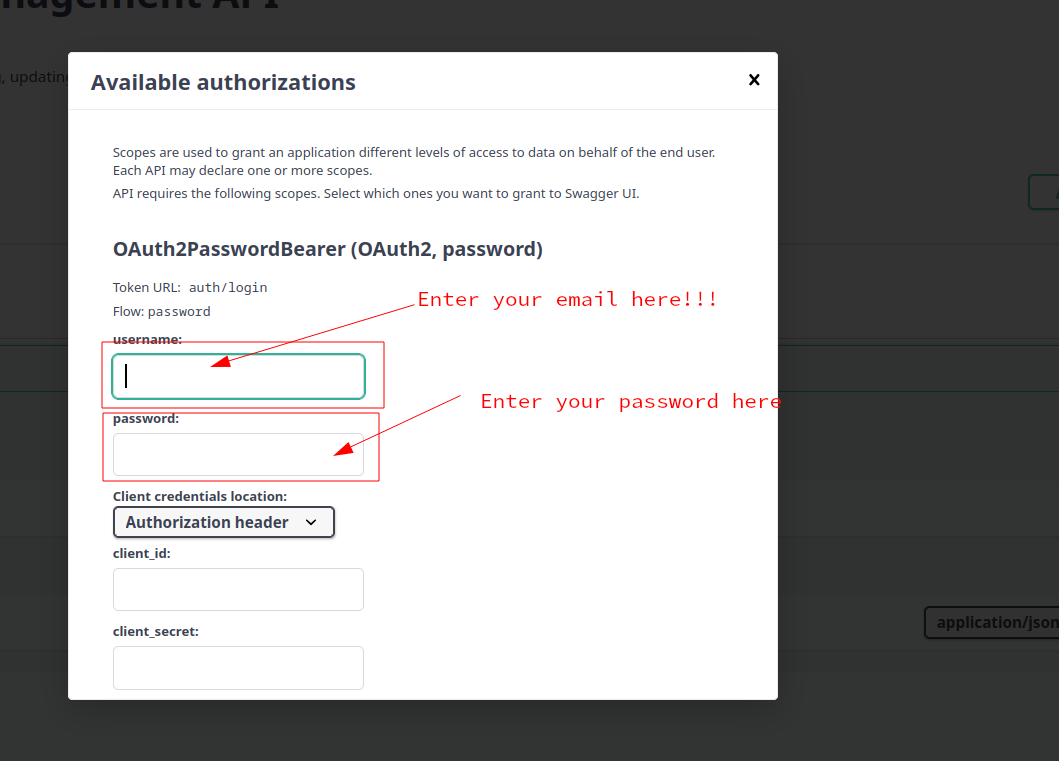 API
, updating
Available authorizations
Scopes are used to grant an application different levels of access to data on behalf of the end user.
Each API may declare one or more scopes.
API requires the following scopes. Select which ones you want to grant to Swagger UI.
OAuth2PasswordBearer (OAuth2, password)
Token URL: auth/login
Enter your email here!!!
Flow: password
username:
Enter your password here
password:
Client credentials location:
Authorization header
client_id:
application/json
client_secret: